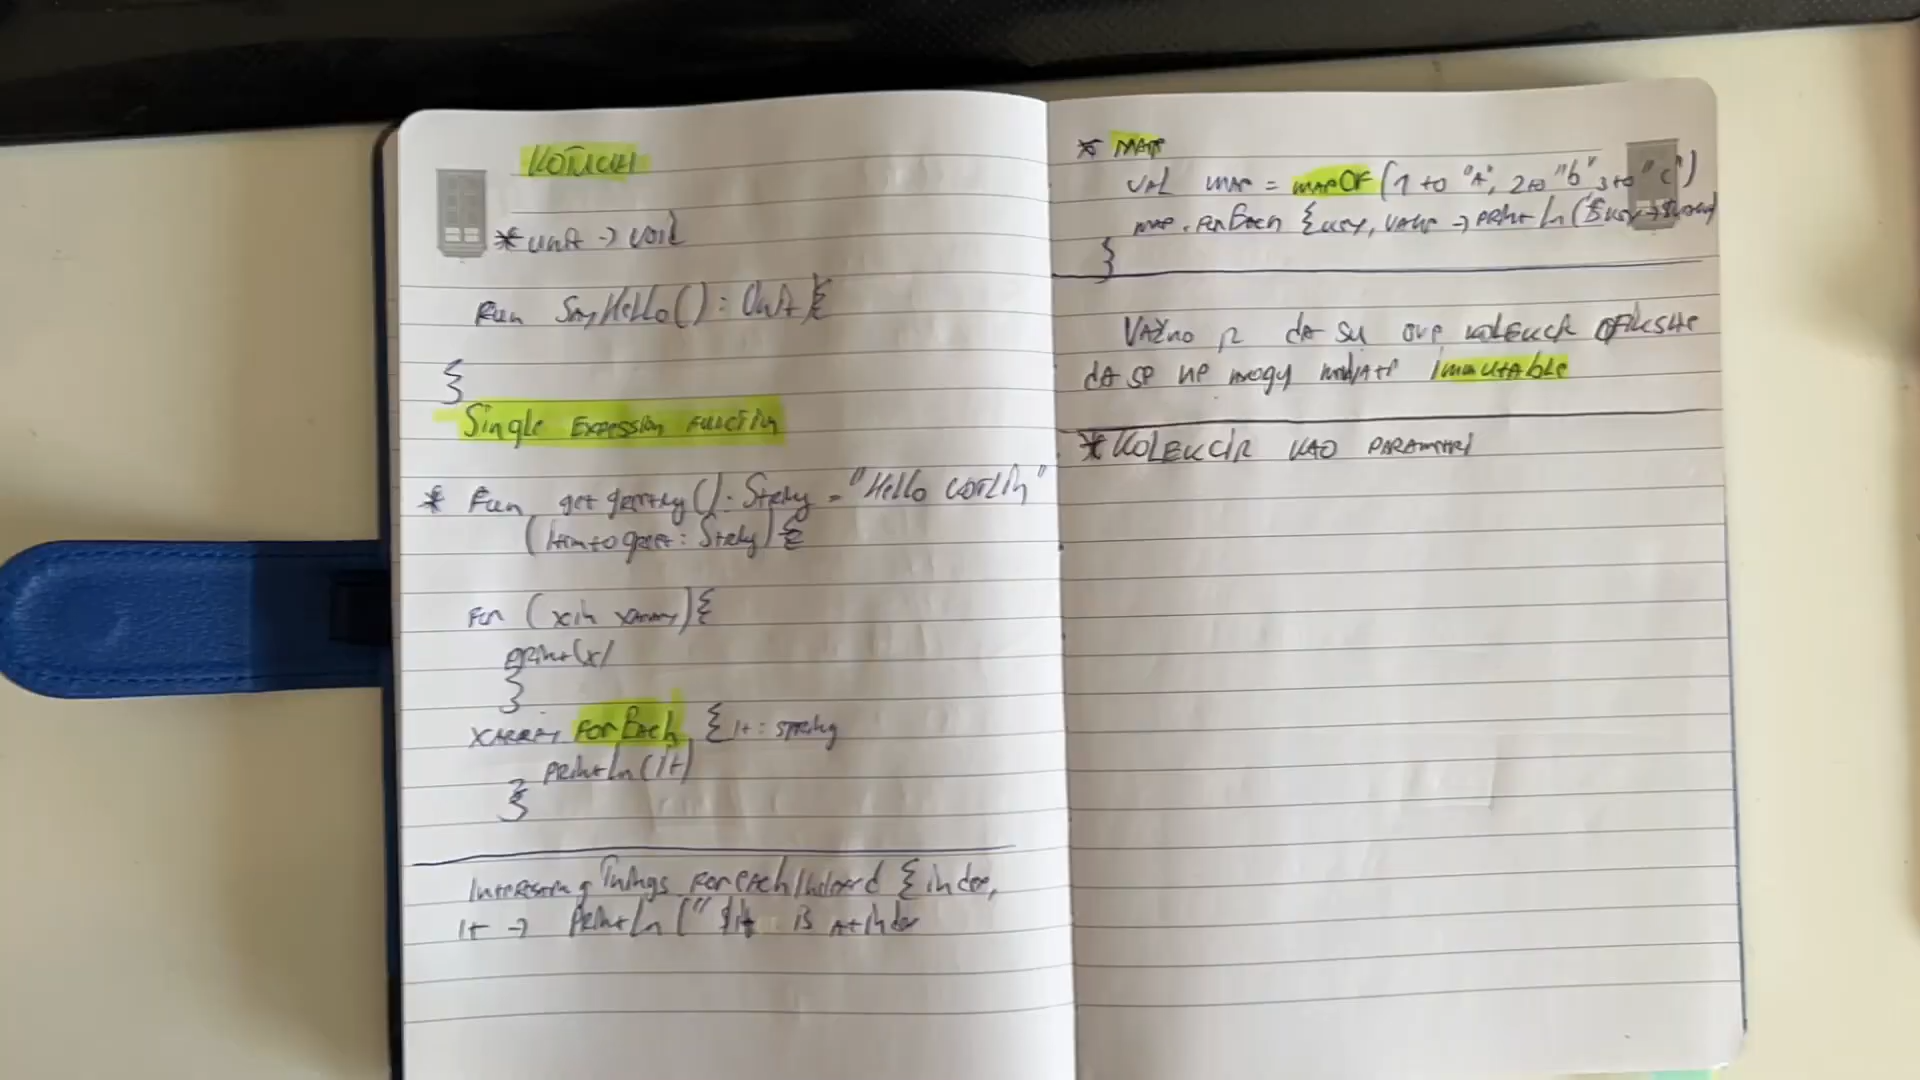 KOTLIN
* Unit -> void
Fun SayHello() : Unit {
}
Single Expression Function
* Fun getgreeting() : String = "Hello Kotlin"
(itemtogreet : String) {
For (x in xArray) {
print(x)
}
XARRAY ForEach { it : string
println(it)
}
Interesting Things ForeachIndexed { index,
it -> Println (" $it is at index
* MAP
val map = mapOF (1 to "A", 2 to "b" 3 to "c")
map . ForEach { key, value -> println ("$key -> $value
}
VAŽno je da su ove kolekcije
dA se ne mogu immutable
* KOLEKCIJE KAO PARAMETRI